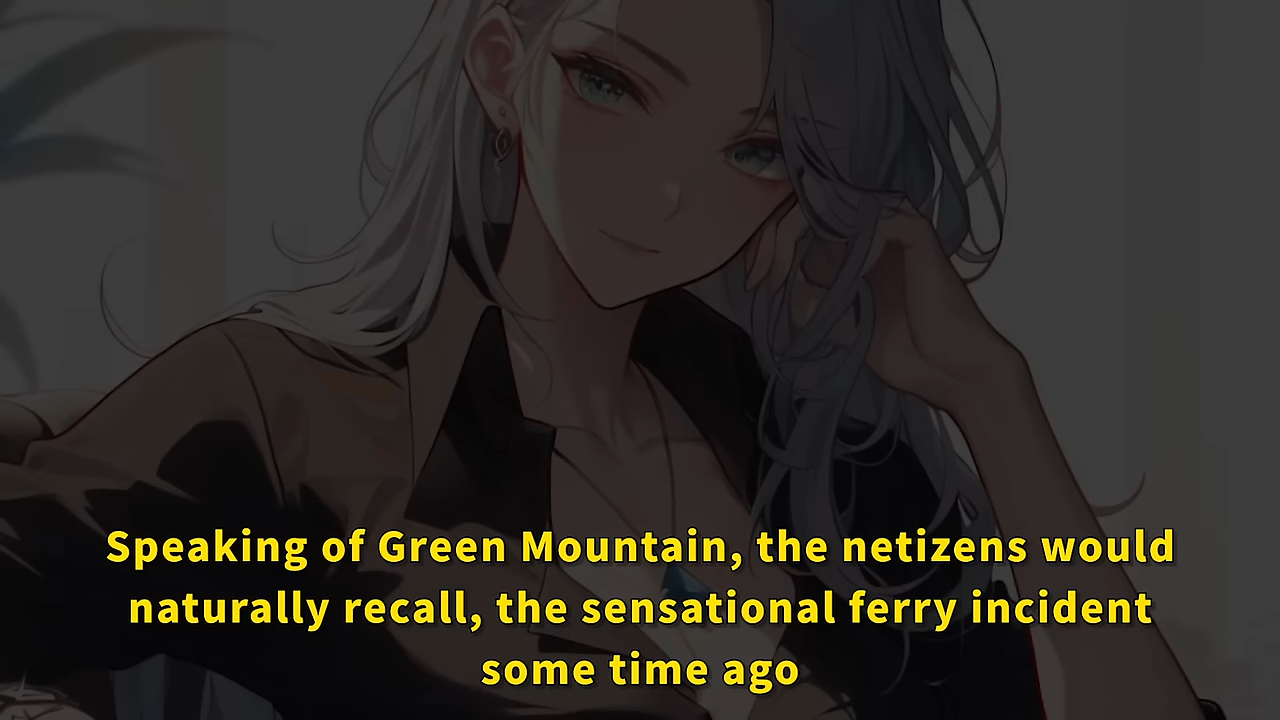 Speaking of Green Mountain, the netizens would
naturally recall, the sensational ferry incident
some time ago